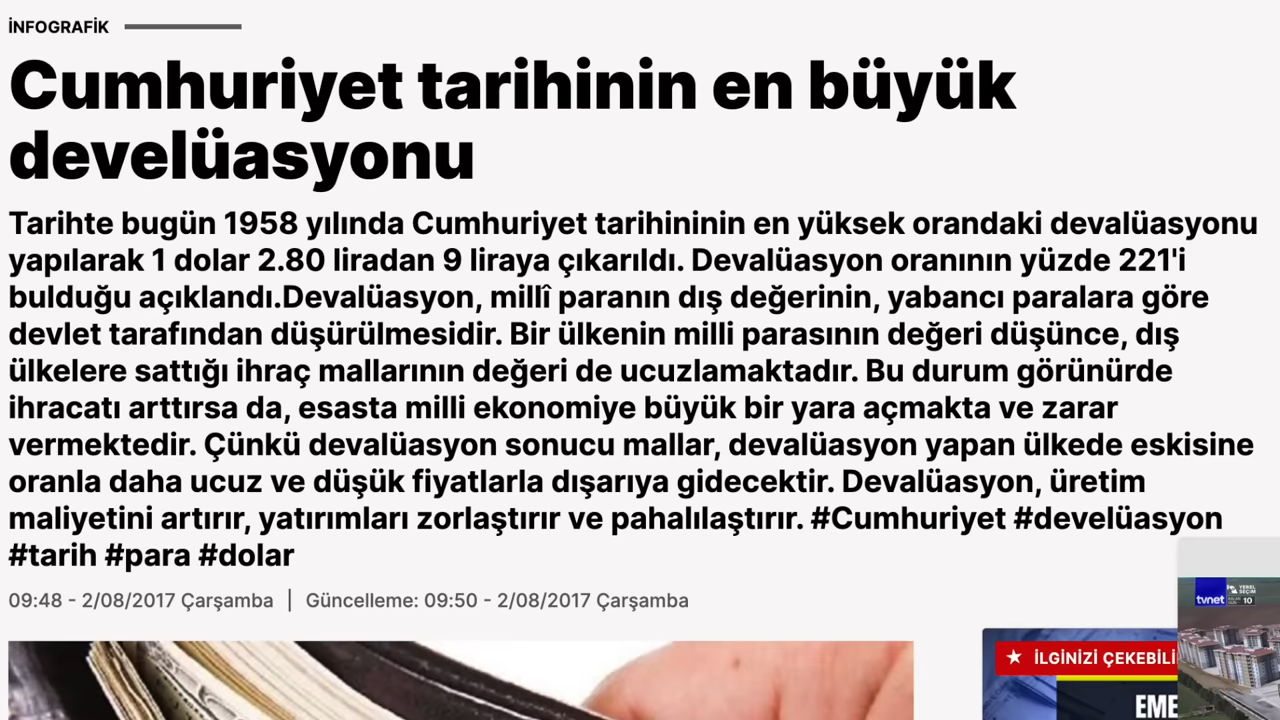 İNFOGRAFİK
Cumhuriyet tarihinin en büyük
develüasyonu
Tarihte bugün 1958 yılında Cumhuriyet tarihininin en yüksek orandaki devalüasyonu
yapılarak 1 dolar 2.80 liradan 9 liraya çıkarıldı. Devalüasyon oranının yüzde 221'i
bulduğu açıklandı.Devalüasyon, millî paranın dış değerinin, yabancı paralara göre
devlet tarafından düşürülmesidir. Bir ülkenin milli parasının değeri düşünce, dış
ülkelere sattığı ihraç mallarının değeri de ucuzlamaktadır. Bu durum görünürde
ihracatı arttırsa da, esasta milli ekonomiye büyük bir yara açmakta ve zarar
vermektedir. Çünkü devalüasyon sonucu mallar, devalüasyon yapan ülkede eskisine
oranla daha ucuz ve düşük fiyatlarla dışarıya gidecektir. Devalüasyon, üretim
maliyetini artırır, yatırımları zorlaştırır ve pahalılaştırır. #Cumhuriyet #develüasyon
#tarih #para #dolar
09:48 - 2/08/2017 Çarşamba | Güncelleme: 09:50 - 2/08/2017 Çarşamba
tvnet
YEREL
SEÇİM
10
İLGİNİZİ ÇEKEBİLİ
EME